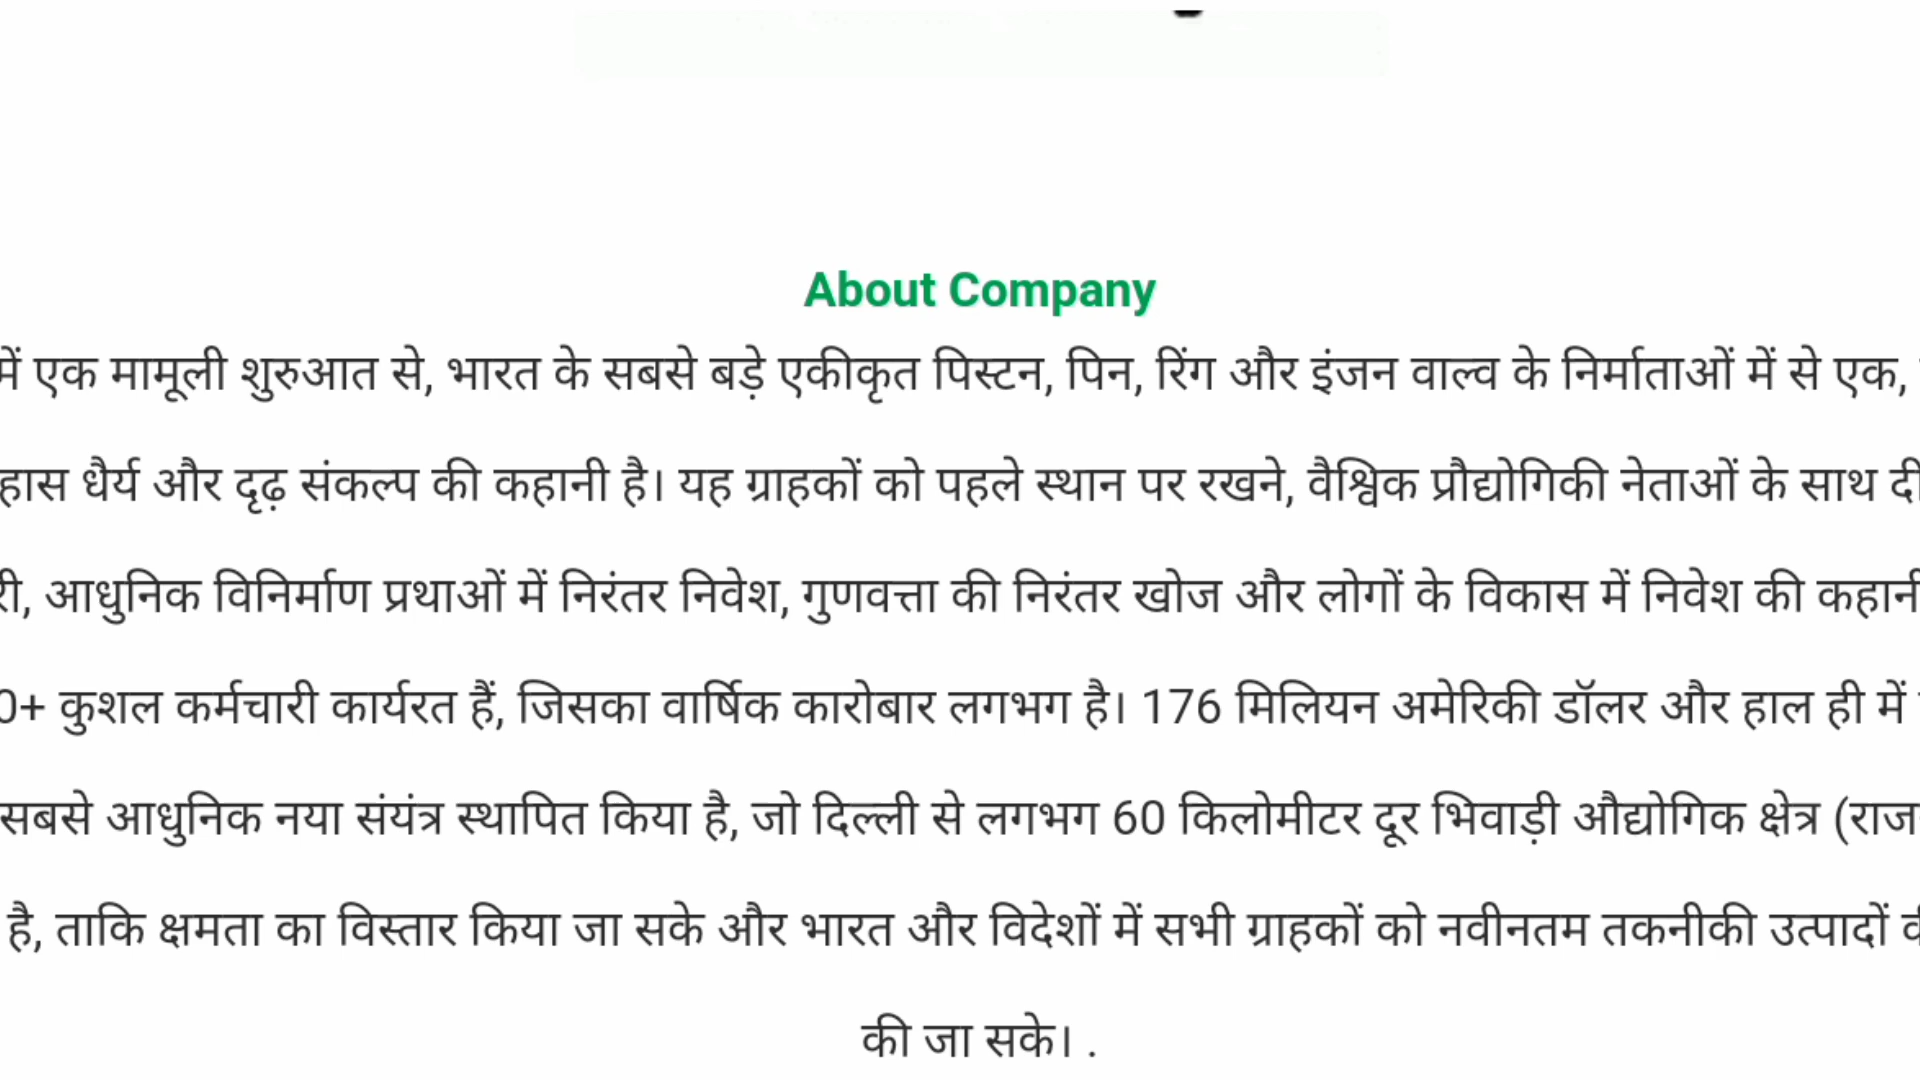 About Company
में एक मामूली शुरुआत से, भारत के सबसे बड़े एकीकृत पिस्टन, पिन, रिंग और इंजन वाल्व के निर्माताओं में से एक,
धैर्य और दृढ़ संकल्प की कहानी है। यह ग्राहकों को पहले स्थान पर रखने, वैश्विक प्रौद्योगिकी नेताओं के साथ
आधुनिक विनिर्माण प्रथाओं में निरंतर निवेश, गुणवत्ता की निरंतर खोज और लोगों के विकास में निवेश की कहानी
0+ कुशल कर्मचारी कार्यरत हैं, जिसका वार्षिक कारोबार लगभग है। 176 मिलियन अमेरिकी डॉलर और हाल ही में
सबसे आधुनिक नया संयंत्र स्थापित किया है, जो दिल्ली से लगभग 60 किलोमीटर दूर भिवाड़ी औद्योगिक क्षेत्र (राज
है, ताकि क्षमता का विस्तार किया जा सके और भारत और विदेशों में सभी ग्राहकों को नवीनतम तकनीकी उत्पादों
की जा सके। .